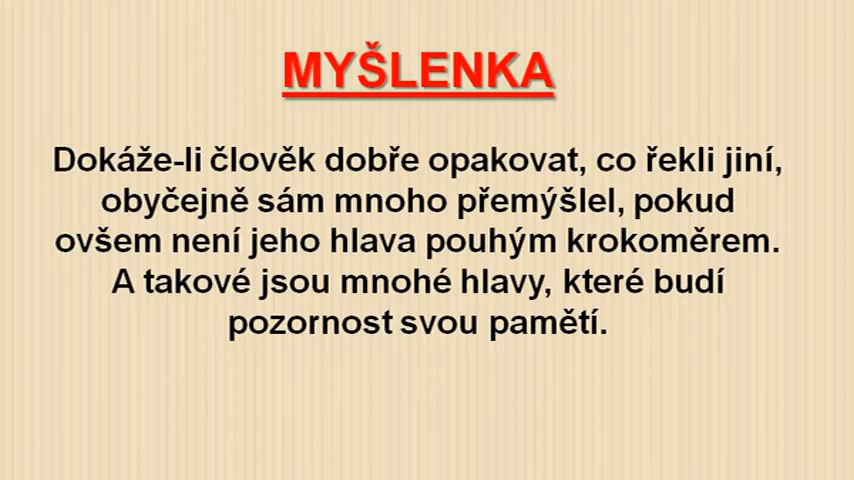 MYŠLENKA
Dokáže-li člověk dobře opakovat, co řekli jiní,
obyčejně sám mnoho přemýšlel, pokud
ovšem není jeho hlava pouhým krokoměrem.
A takové jsou mnohé hlavy, které budí
pozornost svou pamětí.